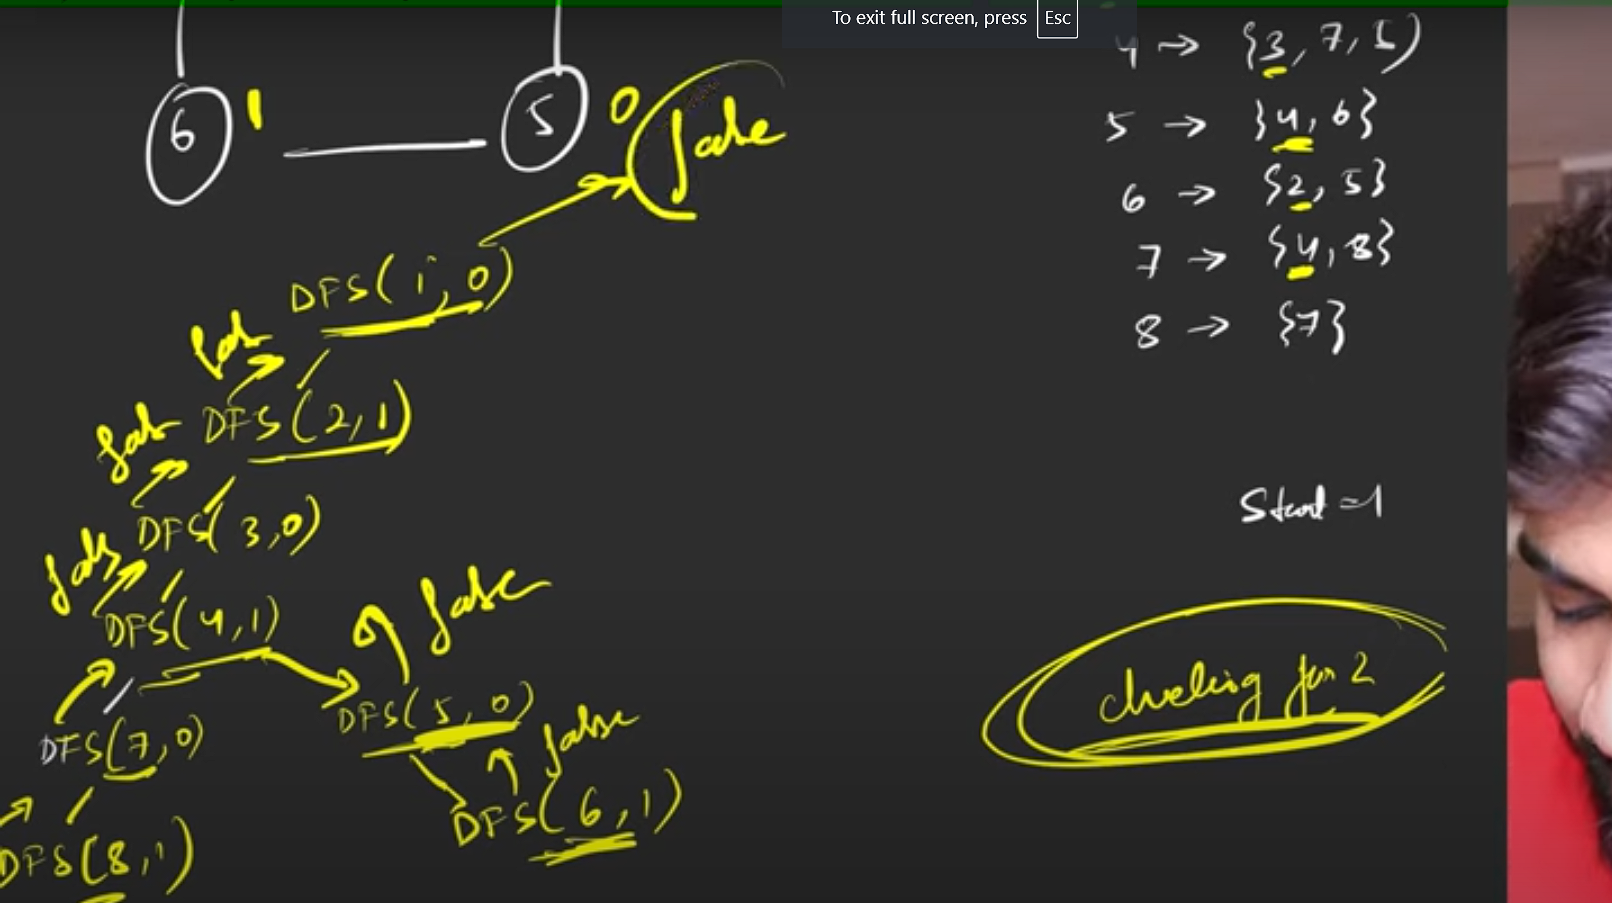 To exit full screen, press Esc
4 → {3, 7, 5}
6 1
5 0
false
5 → {4, 6}
6 → {2, 5}
7 → {4, 8}
8 → {7}
DFS(1, 0)
false
DFS(2, 1)
false
DFS(3, 0)
false
DFS(4, 1)
false
DFS(7, 0)
DFS(5, 0)
false
DFS(8, 1)
DFS(6, 1)
Start = 1
checking for 2